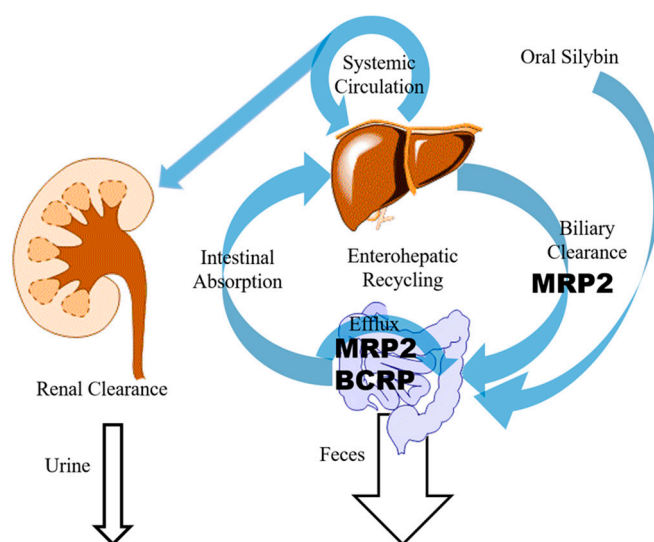 Systemic
Circulation
Oral Silybin
Intestinal
Absorption
Enterohepatic
Recycling
Biliary
Clearance
MRP2
Efflux
MRP2
BCRP
Renal Clearance
Urine
Feces